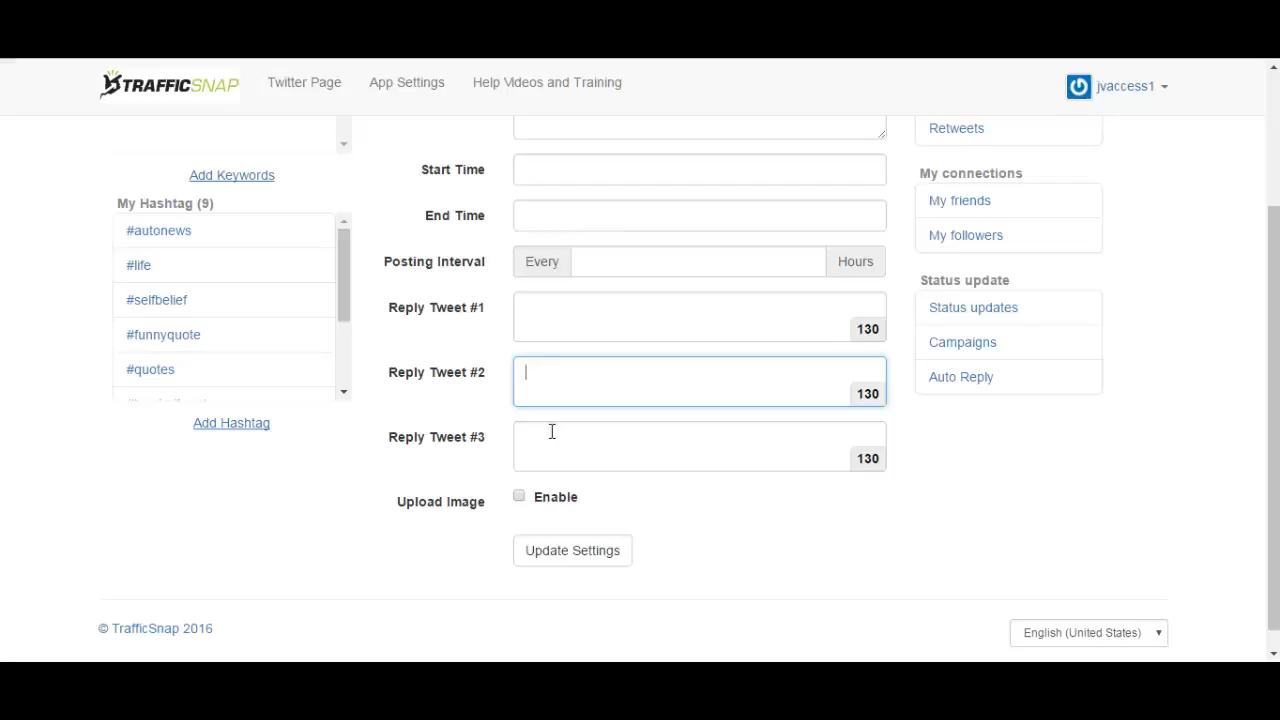 TRAFFICSNAP
Twitter Page
App Settings
Help Videos and Training
jvaccess1
Add Keywords
My Hashtag (9)
#autonews
#life
#selfbelief
#funnyquote
#quotes
Add Hashtag
Start Time
End Time
Posting Interval
Every
Hours
Reply Tweet #1
130
Reply Tweet #2
130
Reply Tweet #3
130
Upload Image
Enable
Update Settings
Retweets
My connections
My friends
My followers
Status update
Status updates
Campaigns
Auto Reply
© TrafficSnap 2016
English (United States)